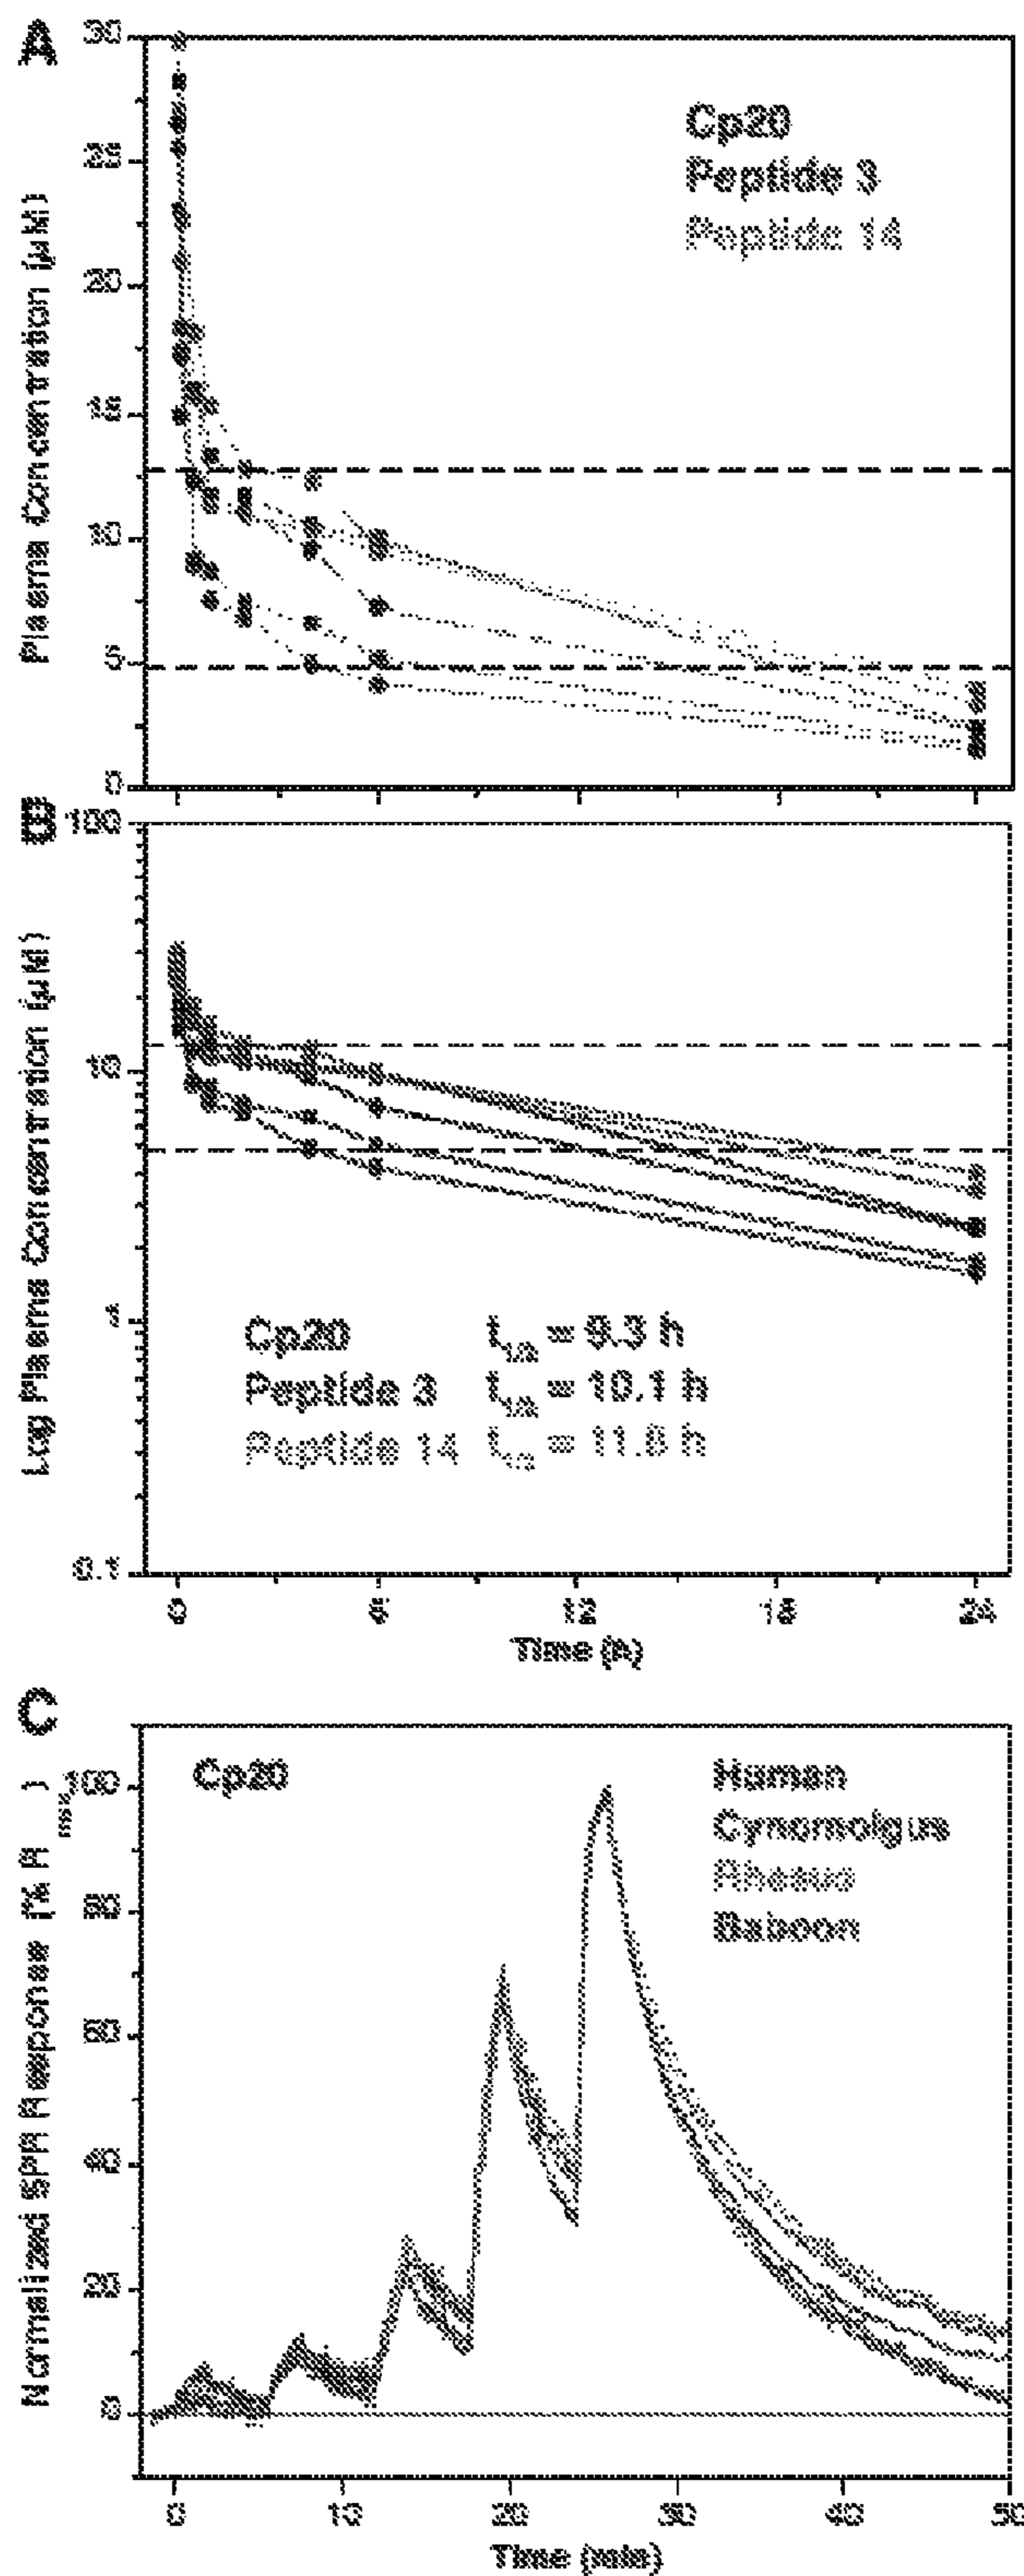 A
Plasma Concentration (µM)
30
25
20
15
10
5
0
Cp20
Peptide 3
Peptide 14
B
Log Plasma Concentration (µM)
100
10
1
0.1
Cp20 t1/2 = 9.3 h
Peptide 3 t1/2 = 10.1 h
Peptide 14 t1/2 = h
0 6 12 18 24
Time (h)
C
Normalized SPR Response (% Rmax)
100
80
60
40
20
0
Cp20
Human
Cynomolgus
Rhesus
Baboon
0 10 20 30 40 50
Time (min)